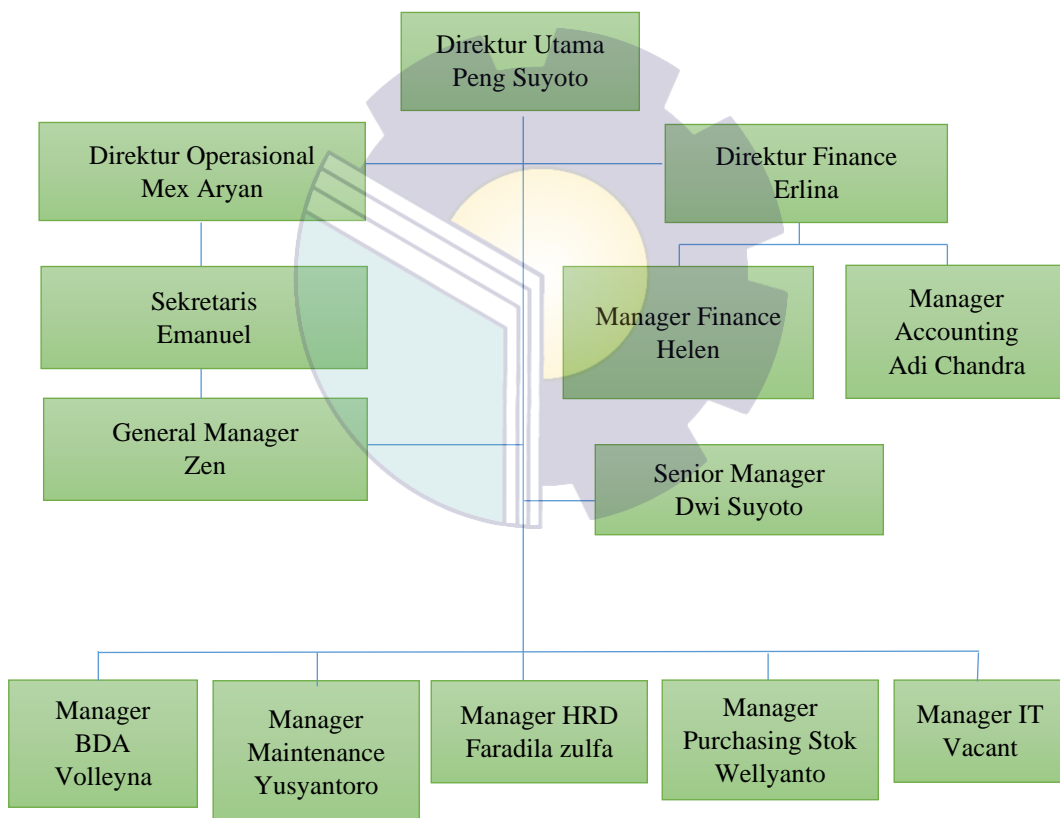 Direktur Utama
Peng Suyoto
Direktur Operasional
Mex Aryan
Direktur Finance
Erlina
Sekretaris
Emanuel
Manager Finance
Helen
Manager
Accounting
Adi Chandra
General Manager
Zen
Senior Manager
Dwi Suyoto
Manager
BDA
Volleyna
Manager
Maintenance
Yusyantoro
Manager HRD
Faradila zulfa
Manager
Purchasing Stok
Wellyanto
Manager IT
Vacant